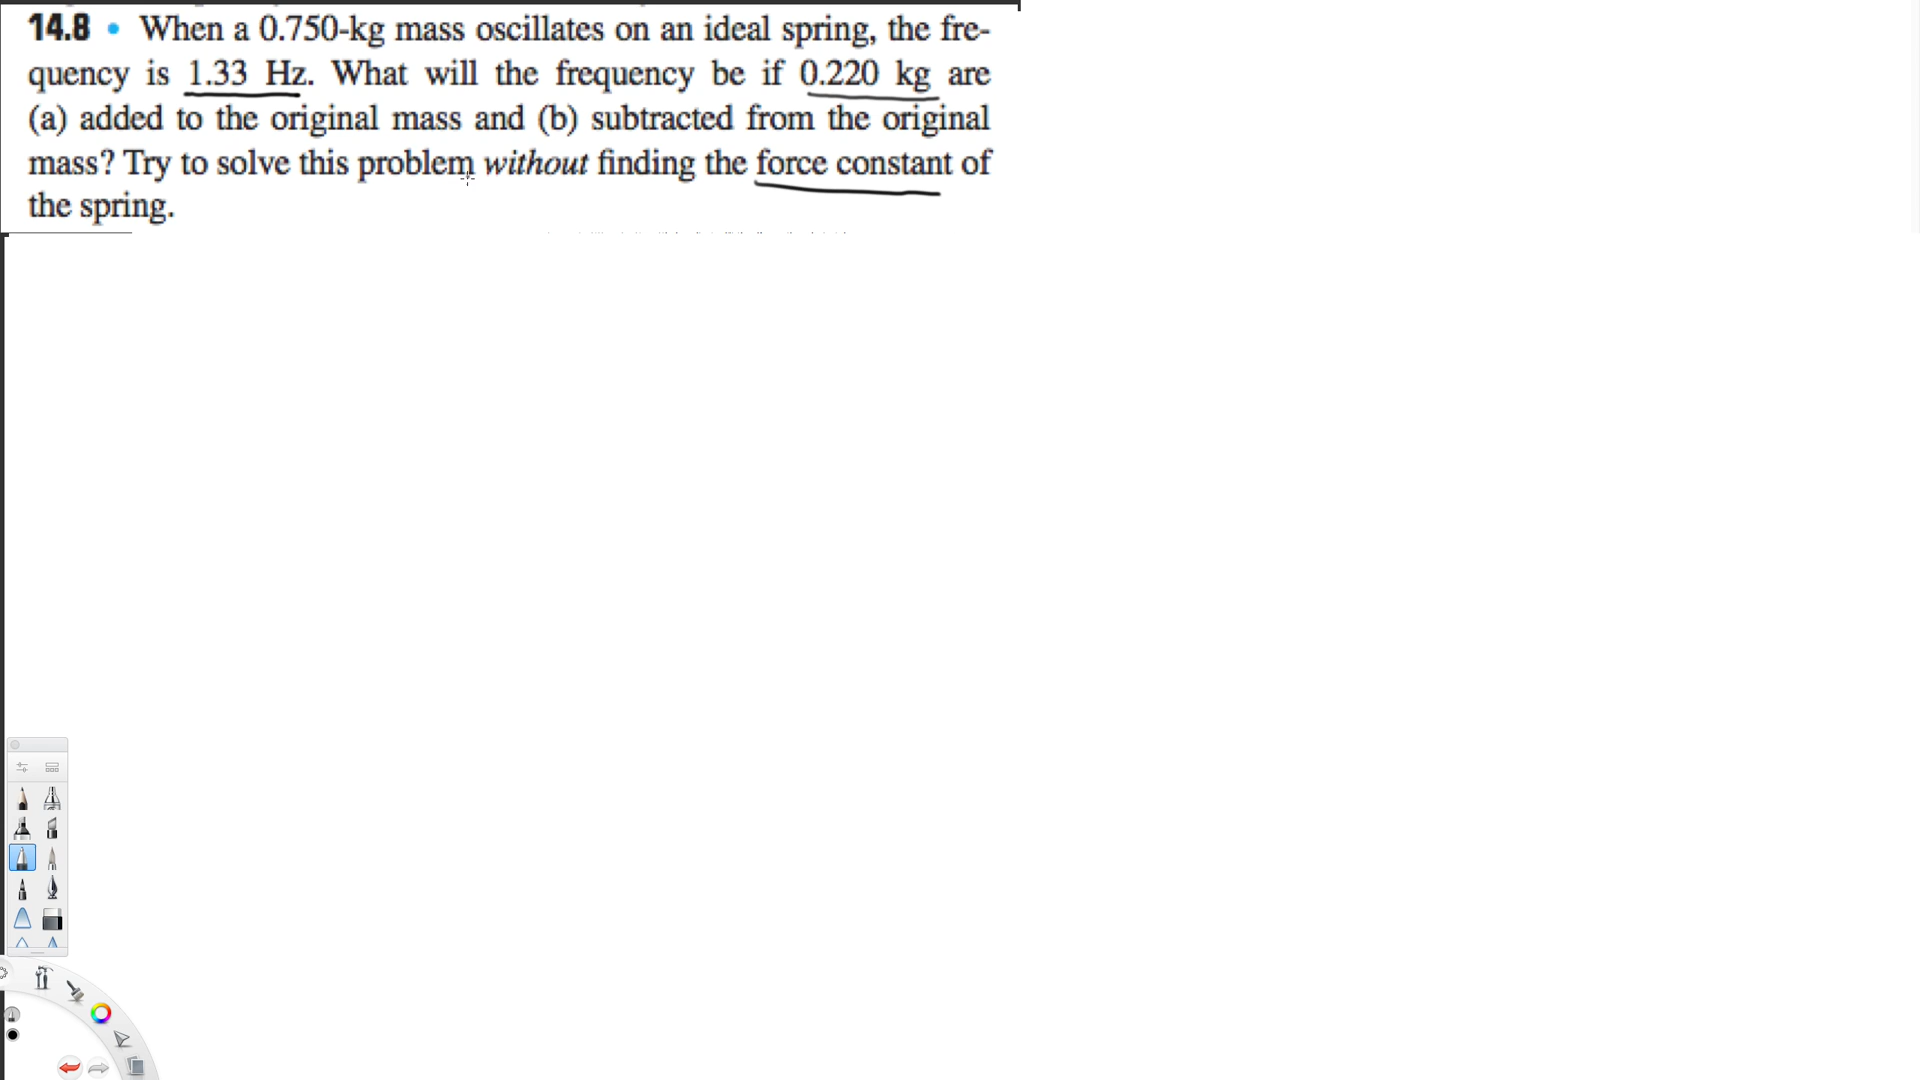 14.8 • When a 0.750-kg mass oscillates on an ideal spring, the fre-
quency is 1.33 Hz. What will the frequency be if 0.220 kg are
(a) added to the original mass and (b) subtracted from the original
mass? Try to solve this problem without finding the force constant of
the spring.